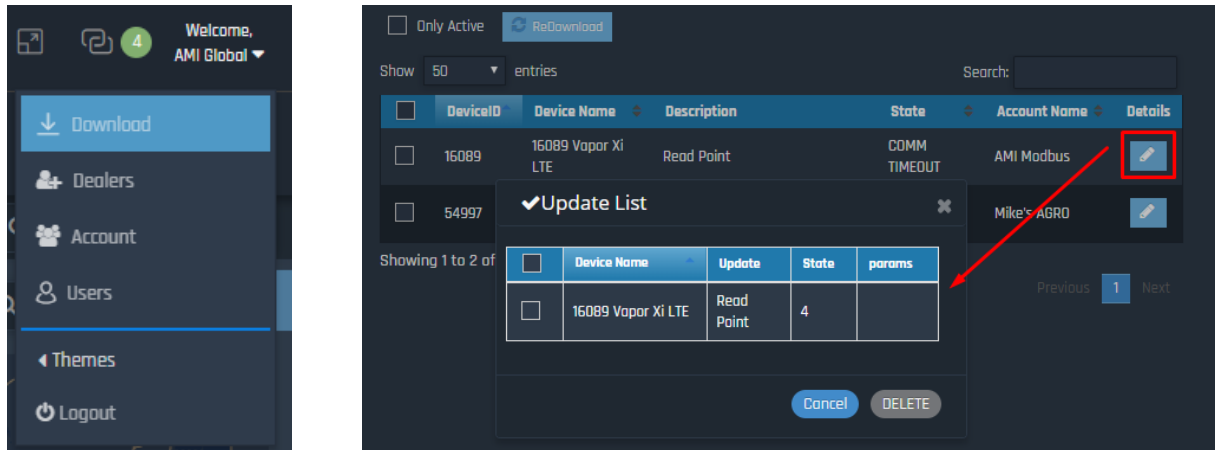 4
Welcome,
AMI Global
Download
Dealers
Account
Users
Themes
Logout
Only Active ReDownload
Show 50 entries Search:
DeviceID Device Name Description State Account Name Details
16089 16089 Vapor Xi LTE Read Point COMM TIMEOUT AMI Modbus
54997 Mike's AGRO
Showing 1 to 2 of
Previous 1 Next
Update List
Device Name Update State params
16089 Vapor Xi LTE Read Point 4
Cancel DELETE